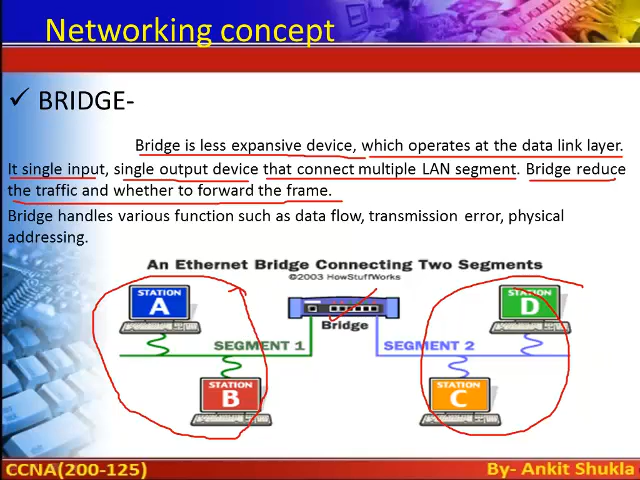 Networking concept
✓ BRIDGE-
Bridge is less expansive device, which operates at the data link layer.
It single input, single output device that connect multiple LAN segment. Bridge reduce
the traffic and whether to forward the frame.
Bridge handles various function such as data flow, transmission error, physical
addressing.
An Ethernet Bridge Connecting Two Segments
©2003 HowStuffWorks
STATION
A
STATION
D
Bridge
SEGMENT 1
SEGMENT 2
STATION
B
STATION
C
CCNA(200-125)
By- Ankit Shukla